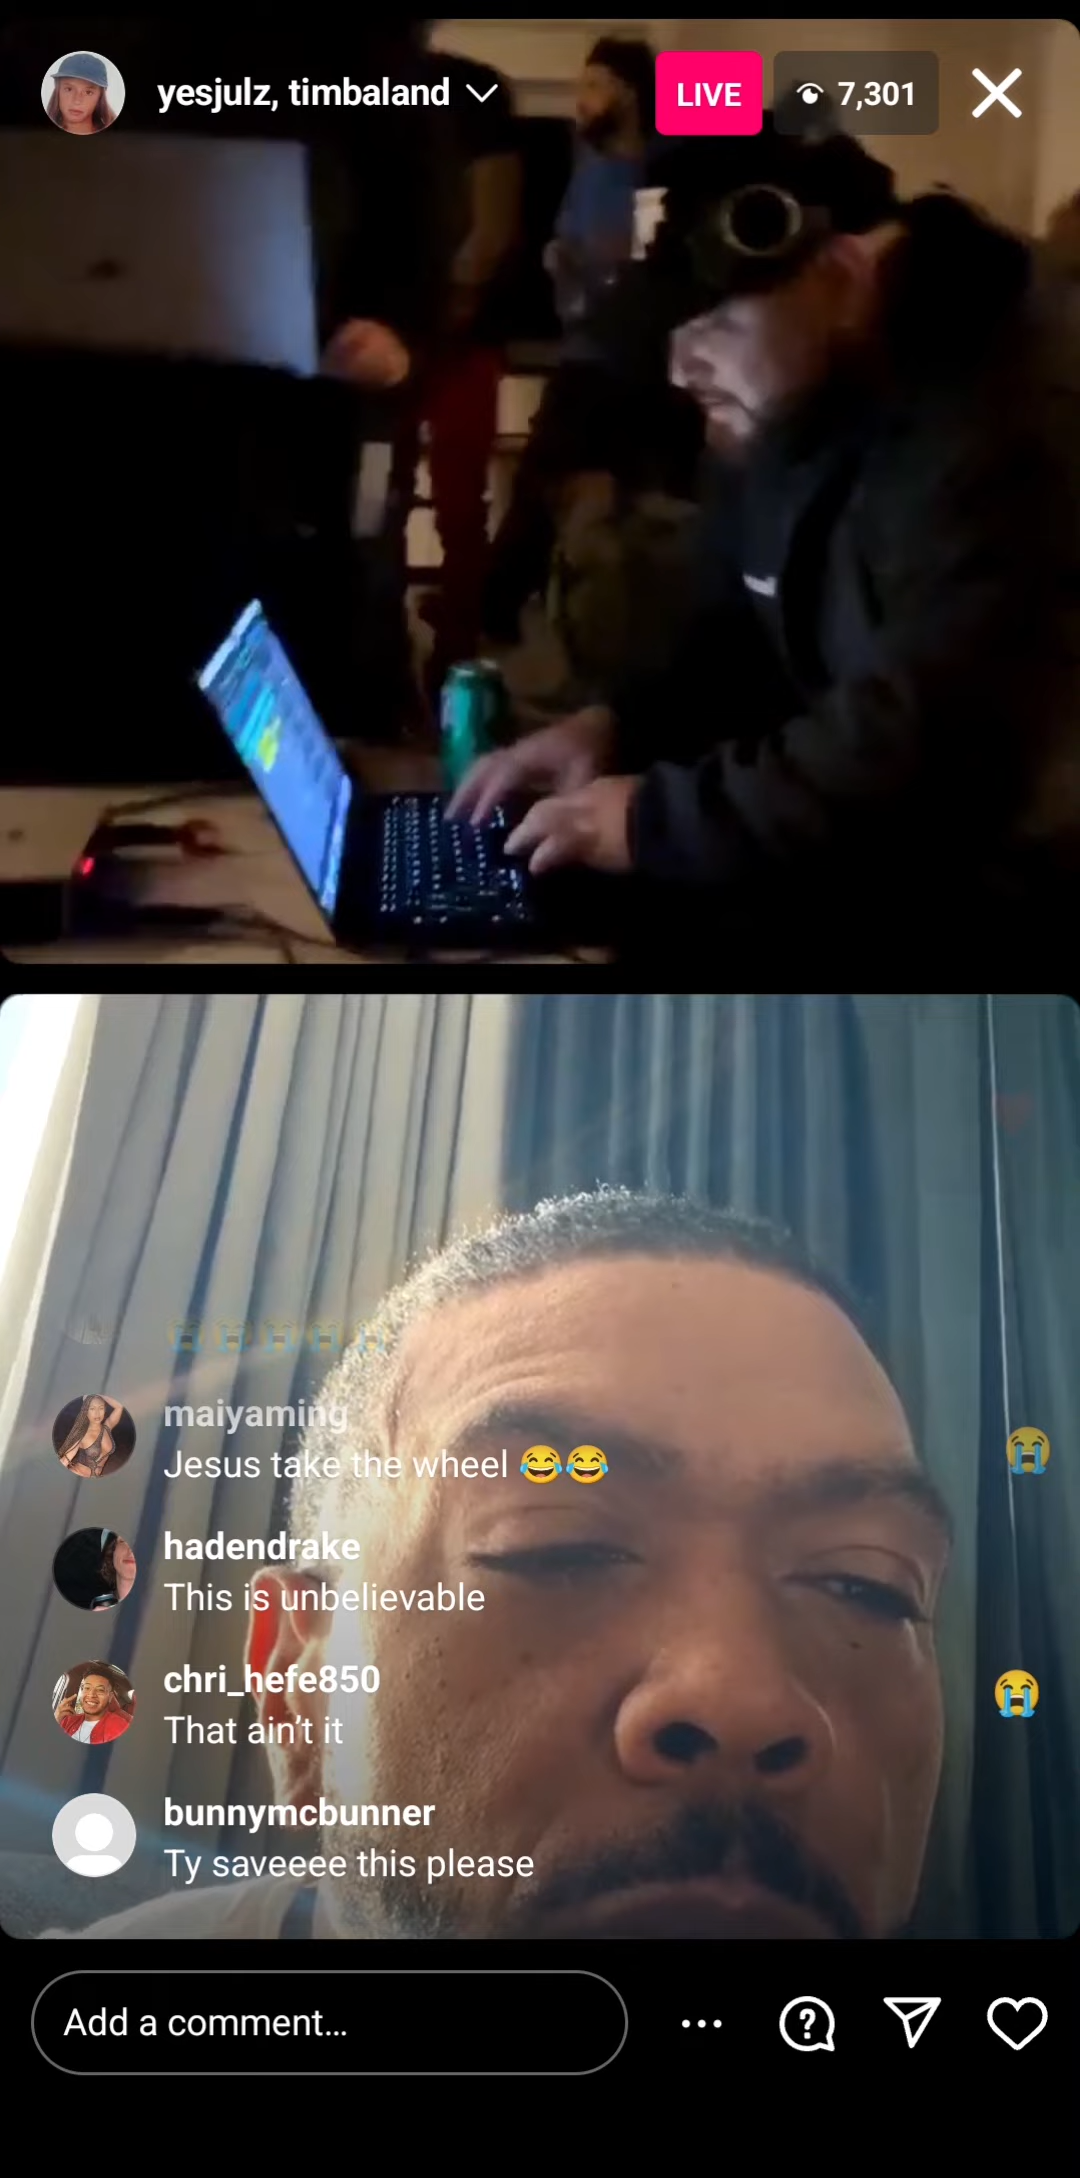 yesjulz, timbaland
LIVE
7,301
😭😭😭😭😭
maiyaming
Jesus take the wheel 😂😂
hadendrake
This is unbelievable
chri_hefe850
That ain't it
bunnymcbunner
Ty saveeee this please
Add a comment...